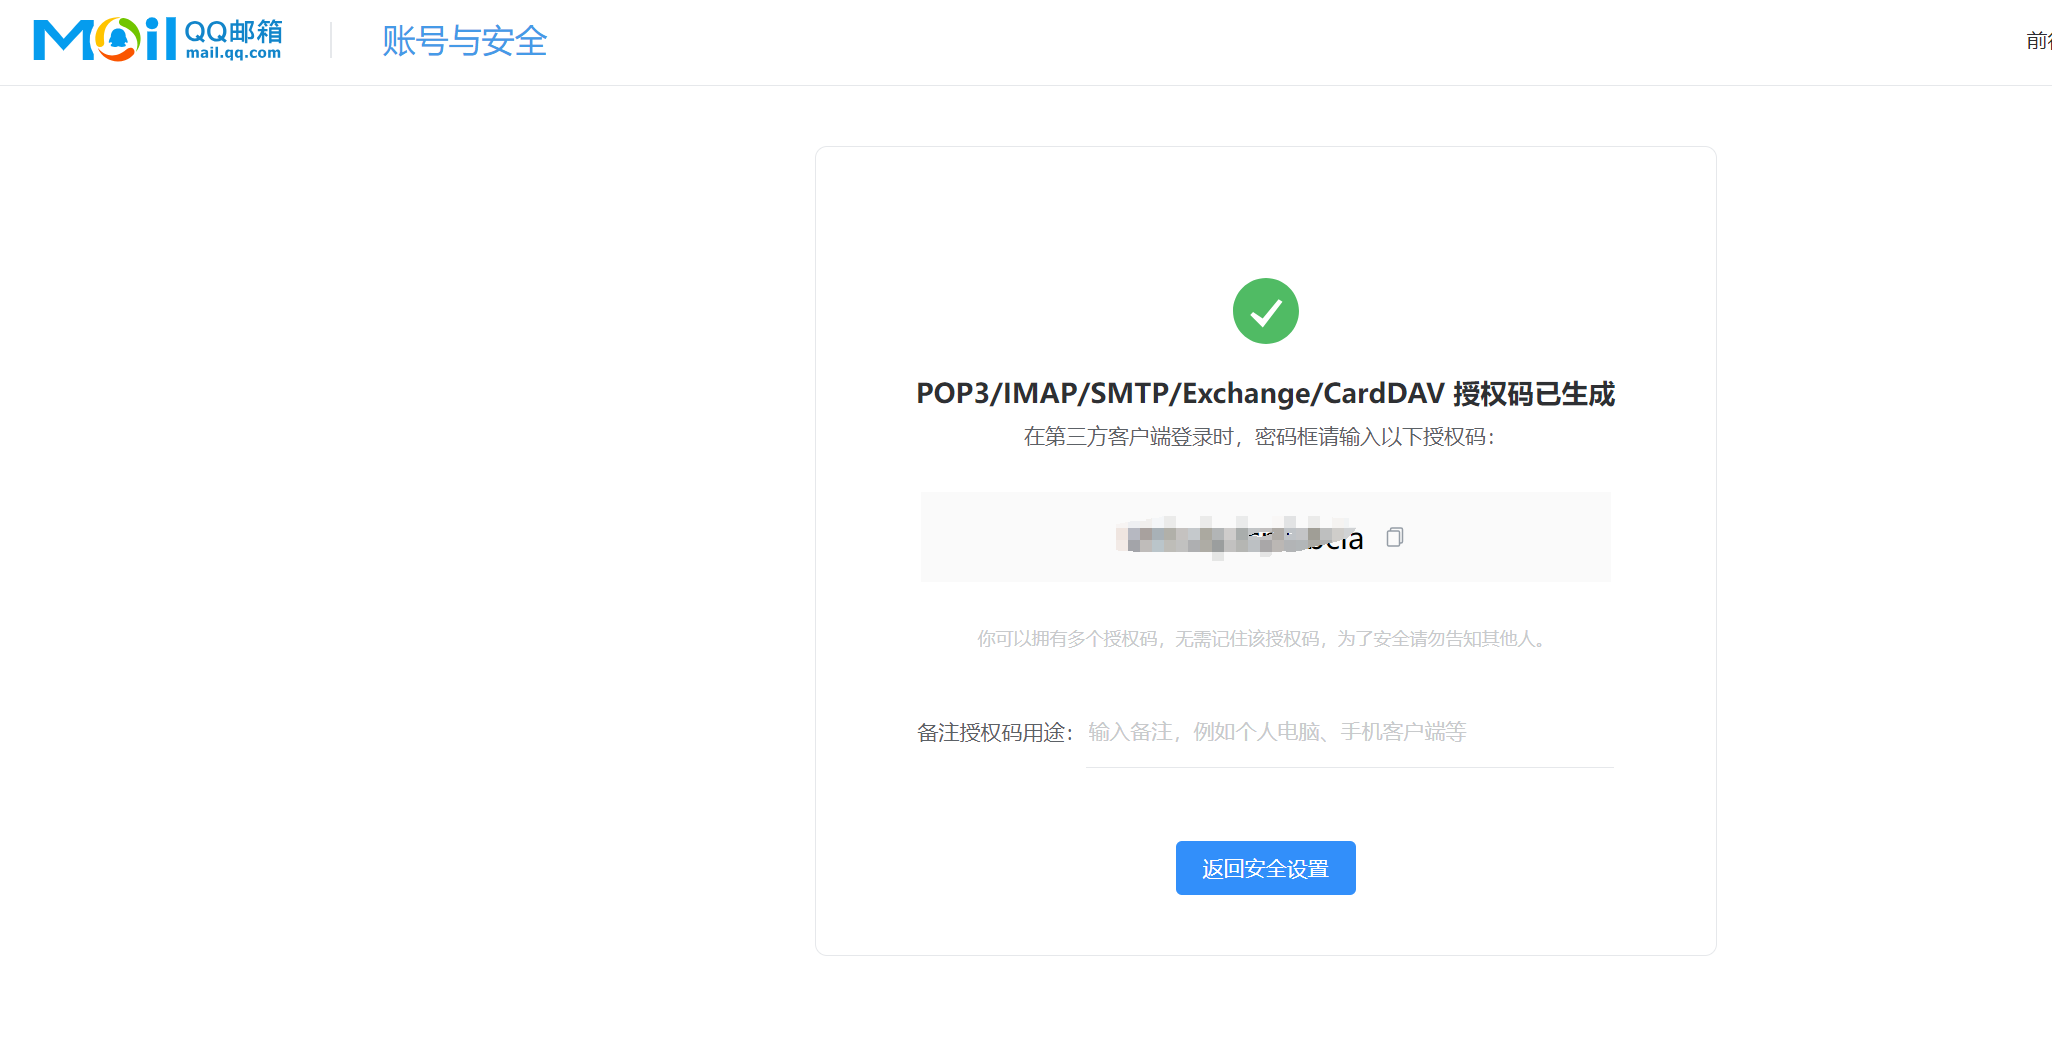 Mail QQ邮箱
mail.qq.com
账号与安全
POP3/IMAP/SMTP/Exchange/CardDAV 授权码已生成
在第三方客户端登录时，密码框请输入以下授权码：
你可以拥有多个授权码，无需记住该授权码，为了安全请勿告知其他人。
备注授权码用途： 输入备注，例如个人电脑、手机客户端等
返回安全设置